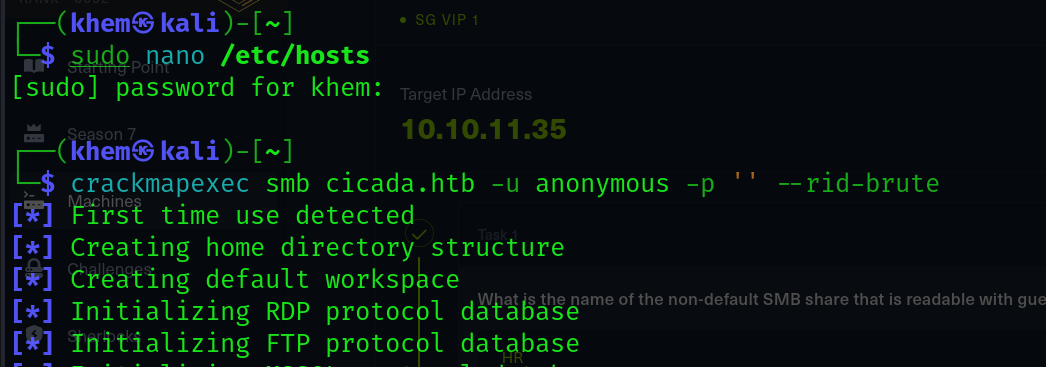 SG VIP 1
┌──(khem㉿kali)-[~]
└─$ sudo nano /etc/hosts
Starting Point
[sudo] password for khem:
Target IP Address
10.10.11.35
Season 7
┌──(khem㉿kali)-[~]
└─$ crackmapexec smb cicada.htb -u anonymous -p '' --rid-brute
Machines
[*] First time use detected
Task 1
[*] Creating home directory structure
Challenges
[*] Creating default workspace
What is the name of the non-default SMB share that is readable with
[*] Initializing RDP protocol database
Sherlocks
[*] Initializing FTP protocol database
HR